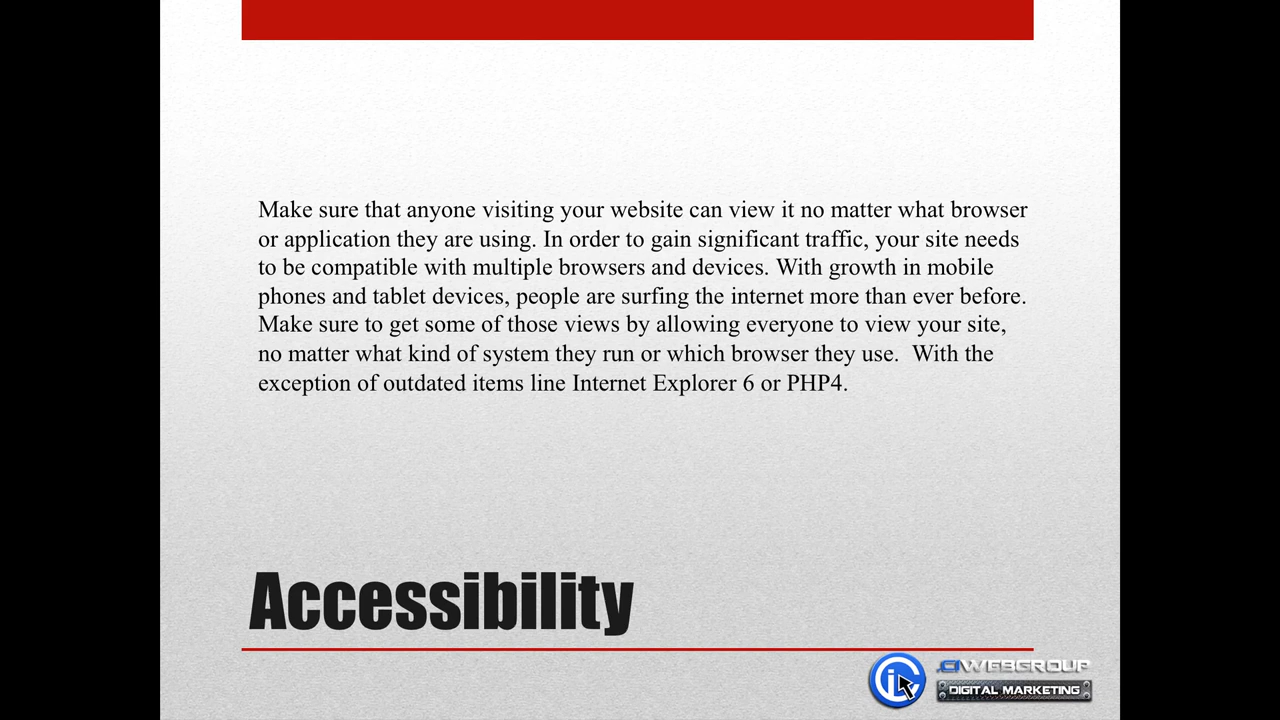 Make sure that anyone visiting your website can view it no matter what browser
or application they are using. In order to gain significant traffic, your site needs
to be compatible with multiple browsers and devices. With growth in mobile
phones and tablet devices, people are surfing the internet more than ever before.
Make sure to get some of those views by allowing everyone to view your site,
no matter what kind of system they run or which browser they use.  With the
exception of outdated items line Internet Explorer 6 or PHP4.
Accessibility
CIWEBGROUP
DIGITAL MARKETING